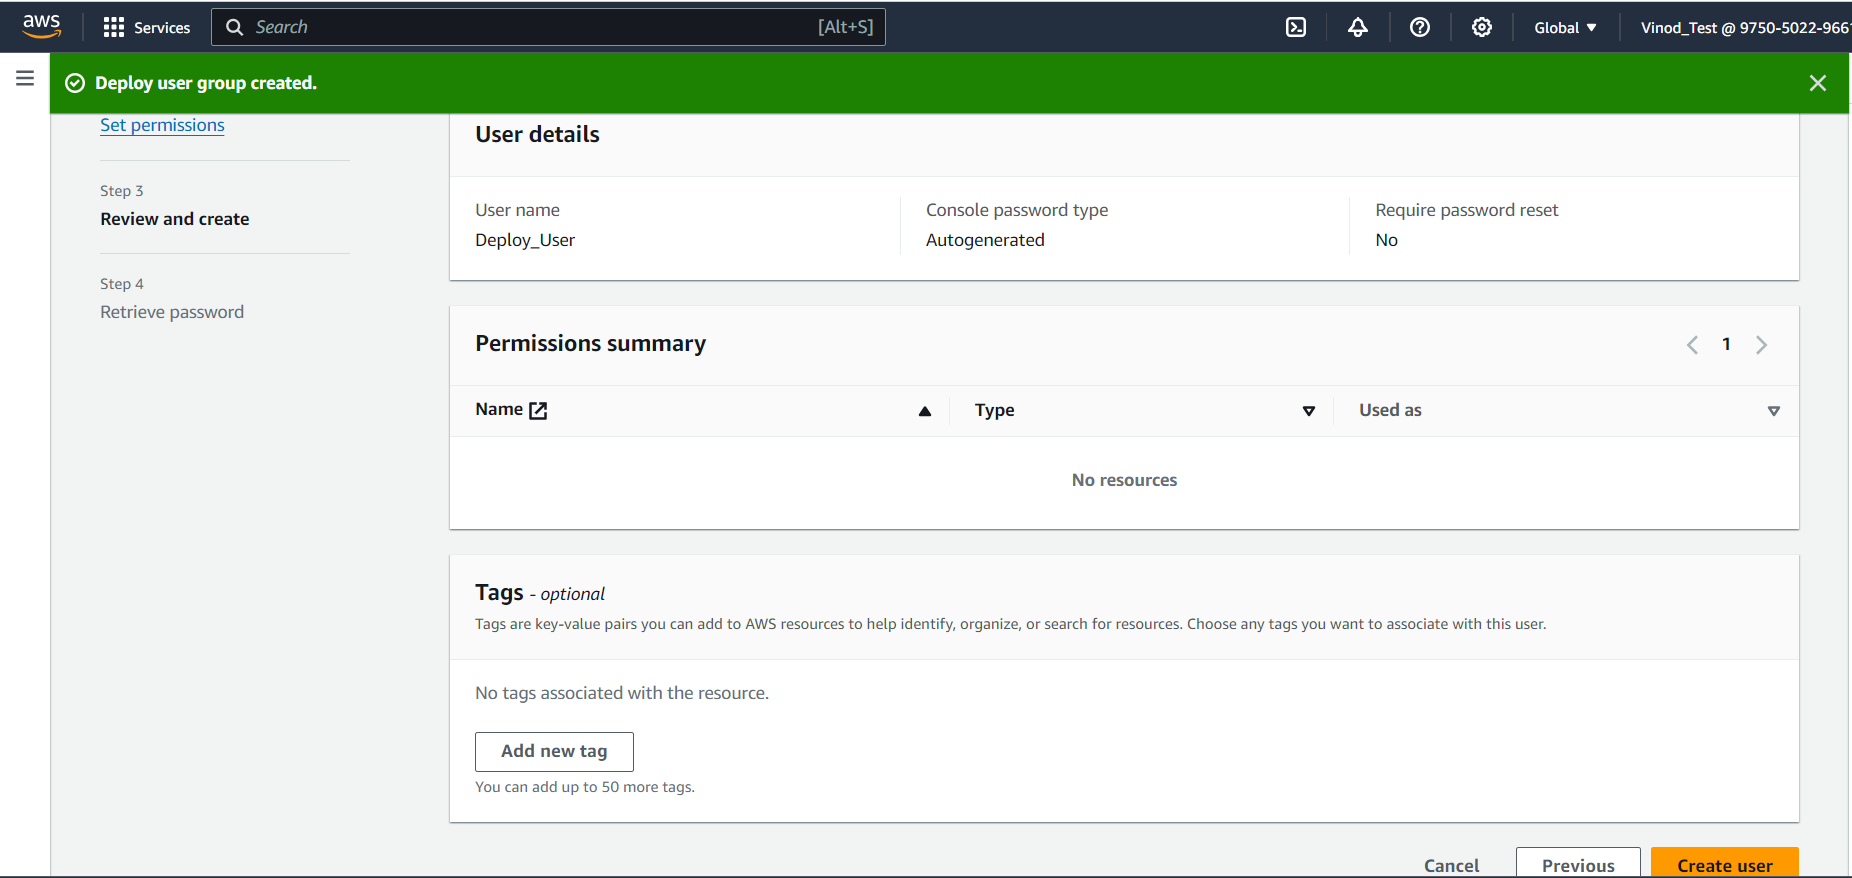 aws
Services
Search
[Alt+S]
Global
Vinod_Test @ 9750-5022-9661
Deploy user group created.
Set permissions
Step 3
Review and create
Step 4
Retrieve password
User details
User name
Deploy_User
Console password type
Autogenerated
Require password reset
No
Permissions summary
1
Name
Type
Used as
No resources
Tags - optional
Tags are key-value pairs you can add to AWS resources to help identify, organize, or search for resources. Choose any tags you want to associate with this user.
No tags associated with the resource.
Add new tag
You can add up to 50 more tags.
Cancel
Previous
Create user